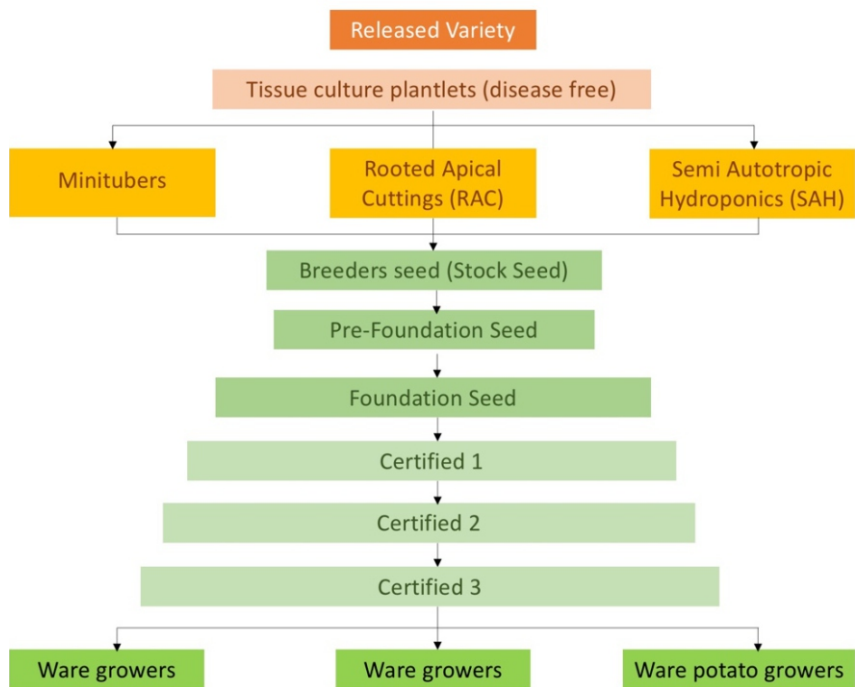 Released Variety
Tissue culture plantlets (disease free)
Minitubers
Rooted Apical
Cuttings (RAC)
Semi Autotropic
Hydroponics (SAH)
Breeders seed (Stock Seed)
Pre-Foundation Seed
Foundation Seed
Certified 1
Certified 2
Certified 3
Ware growers
Ware growers
Ware potato growers